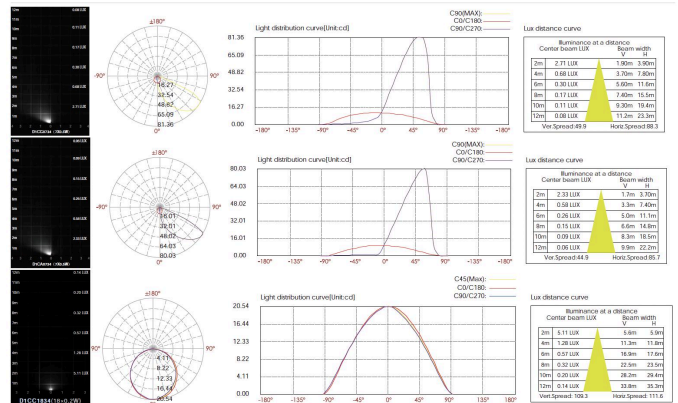 C90(MAX):
C0/C180:
C90/C270:
Light distribution curve[Unit:cd]
±180°
-90° 90°
16.27
32.54
48.82
65.09
81.36
0°
81.36
65.09
48.82
32.54
16.27
0.00
-180° -135° -90° -45° 0° 45° 90° 135° 180°
Lux distance curve
Illuminance at a distance
Center beam LUX Beam width
V H
2m 2.71 LUX 1.90m 3.90m
4m 0.68 LUX 3.70m 7.80m
6m 0.30 LUX 5.60m 11.6m
8m 0.17 LUX 7.40m 15.5m
10m 0.11 LUX 9.30m 19.4m
12m 0.08 LUX 11.2m 23.3m
Ver.Spread:49.9 Horiz.Spread:88.3
C90(MAX):
C0/C180:
C90/C270:
Light distribution curve[Unit:cd]
±180°
-90° 90°
16.01
32.01
48.02
64.03
80.03
0°
80.03
64.03
48.02
32.01
16.01
0.00
-180° -135° -90° -45° 0° 45° 90° 135° 180°
Lux distance curve
Illuminance at a distance
Center beam LUX Beam width
V H
2m 2.33 LUX 1.7m 3.70m
4m 0.58 LUX 3.3m 7.40m
6m 0.26 LUX 5.0m 11.1m
8m 0.15 LUX 6.6m 14.8m
10m 0.09 LUX 8.3m 18.5m
12m 0.06 LUX 9.9m 22.2m
Ver.Spread:44.9 Horiz.Spread:85.7
C45(Max):
C0/C180:
C90/C270:
Light distribution curve[Unit:cd]
±180°
-90° 90°
4.11
8.22
12.33
16.44
20.54
0°
20.54
16.44
12.33
8.22
4.11
0.00
-180° -135° -90° -45° 0° 45° 90° 135° 180°
Lux distance curve
Illuminance at a distance
Center beam LUX Beam width
V H
2m 5.11 LUX 5.6m 5.9m
4m 1.28 LUX 11.3m 11.8m
6m 0.57 LUX 16.9m 17.6m
8m 0.32 LUX 22.5m 23.5m
10m 0.20 LUX 28.2m 29.4m
12m 0.14 LUX 33.8m 35.3m
Vert.Spread: 109.3 Horiz.Spread: 111.6
D1CC1834(18×0.2W)